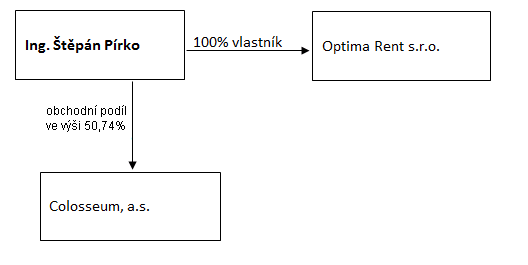 Ing. Štěpán Pírko
100% vlastník
Optima Rent s.r.o.
obchodní podíl
ve výši 50,74%
Colosseum, a.s.